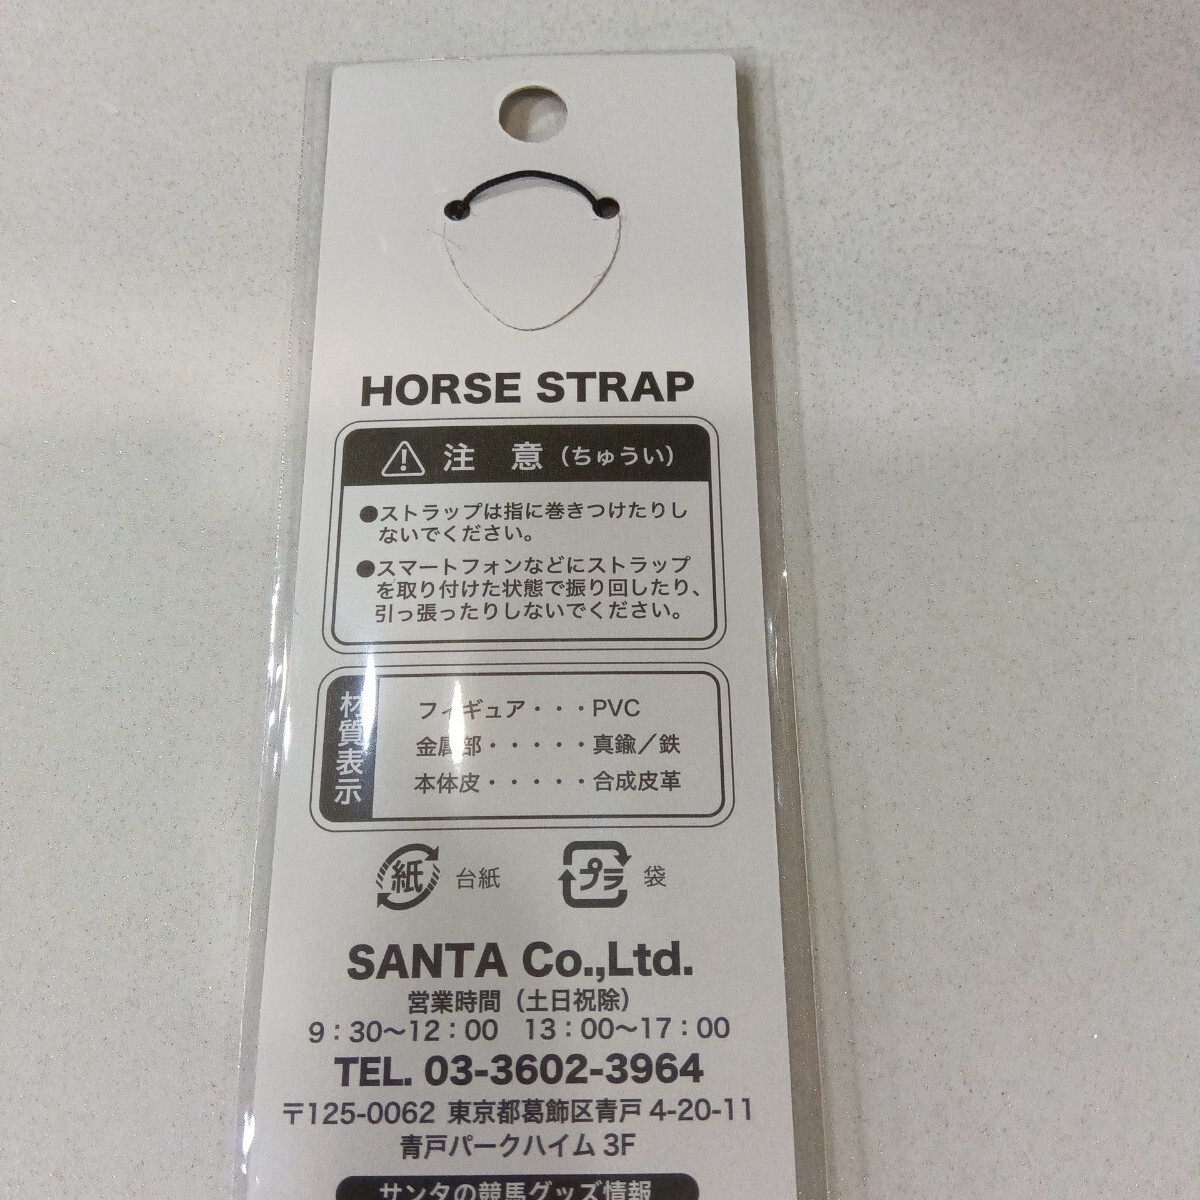 HORSE STRAP
注 意 (ちゅうい)
●ストラップは指に巻きつけたりし
ないでください。
●スマートフォンなどにストラップ
を取り付けた状態で振り回したり、
引っ張ったりしないでください。
材質表示
フィギュア・・・PVC
金属部・・・・・真鍮／鉄
本体皮・・・・・合成皮革
紙 台紙
プラ 袋
SANTA Co.,Ltd.
営業時間（土日祝除）
9：30〜12：00 13：00〜17：00
TEL. 03-3602-3964
〒125-0062 東京都葛飾区青戸 4-20-11
青戸パークハイム 3F
サンタの競馬グッズ情報